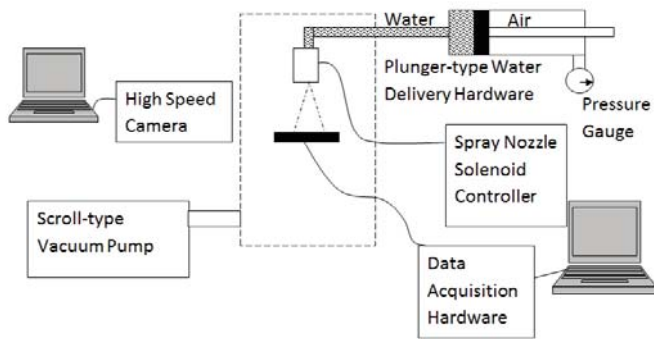 Water
Air
Plunger-type Water
Delivery Hardware
Pressure
Gauge
High Speed
Camera
Spray Nozzle
Solenoid
Controller
Scroll-type
Vacuum Pump
Data
Acquisition
Hardware